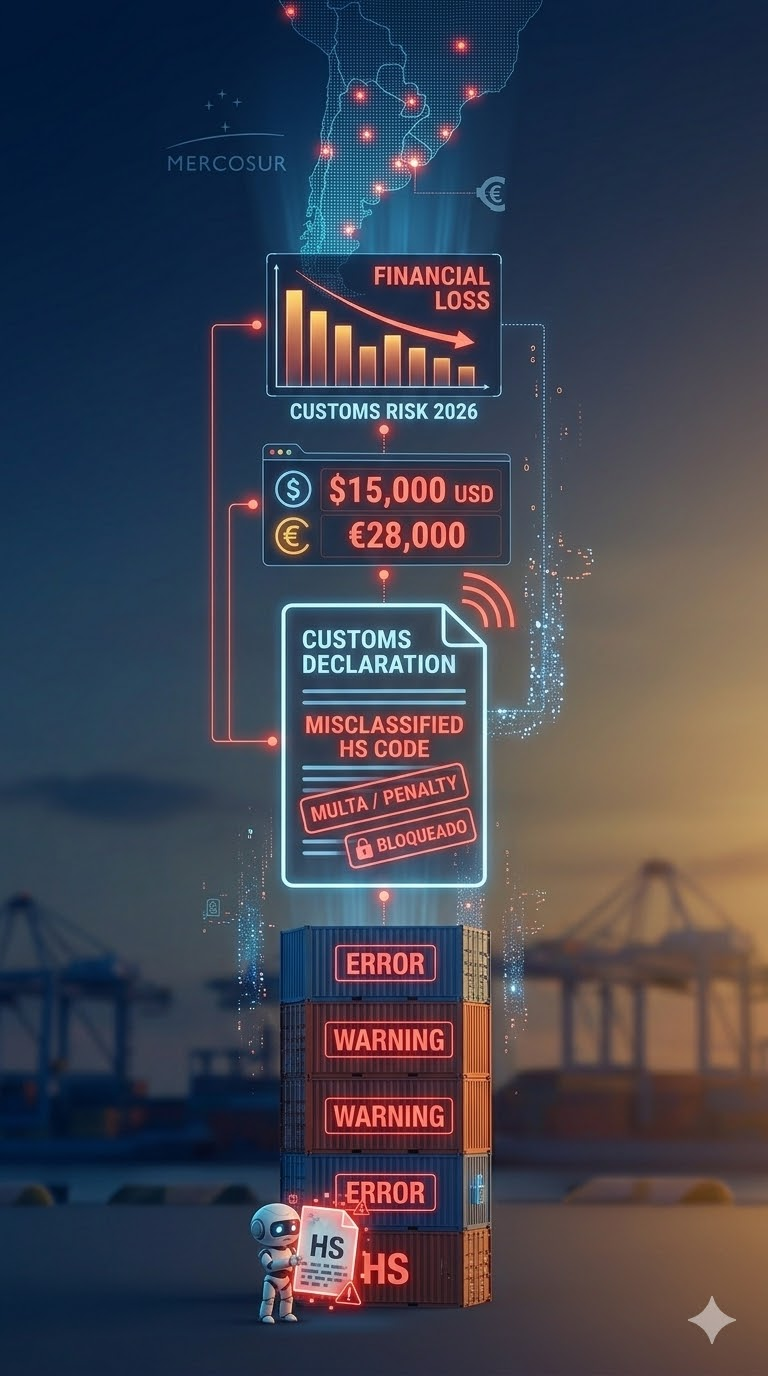 MERCOSUR
€
FINANCIAL
LOSS
CUSTOMS RISK 2026
$ $15,000 USD
€ €28,000
CUSTOMS
DECLARATION
MISCLASSIFIED
HS CODE
MULTA / PENALTY
BLOQUEADO
ERROR
WARNING
WARNING
ERROR
HS
HS
!